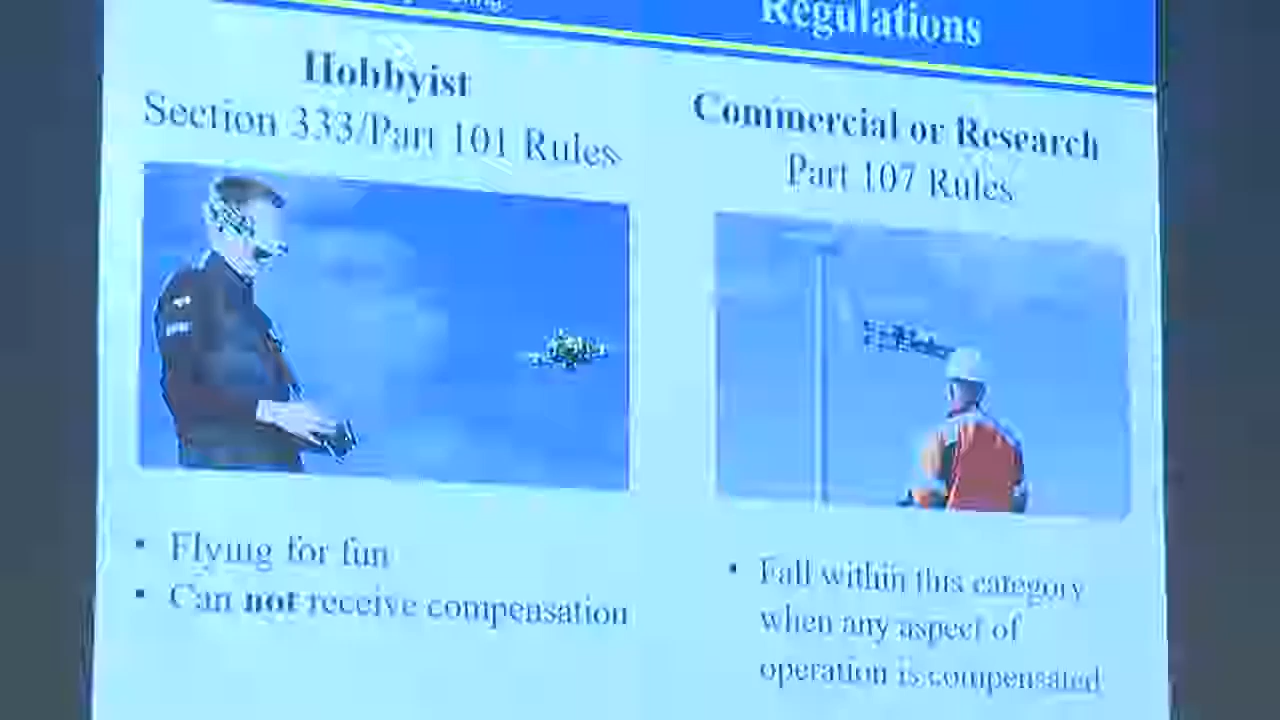 Regulations
Hobbyist
Section 333/Part 101 Rules
Commercial or Research
Part 107 Rules
• Flying for fun
• Can not receive compensation
• Fall within this category
when any aspect of
operation is compensated